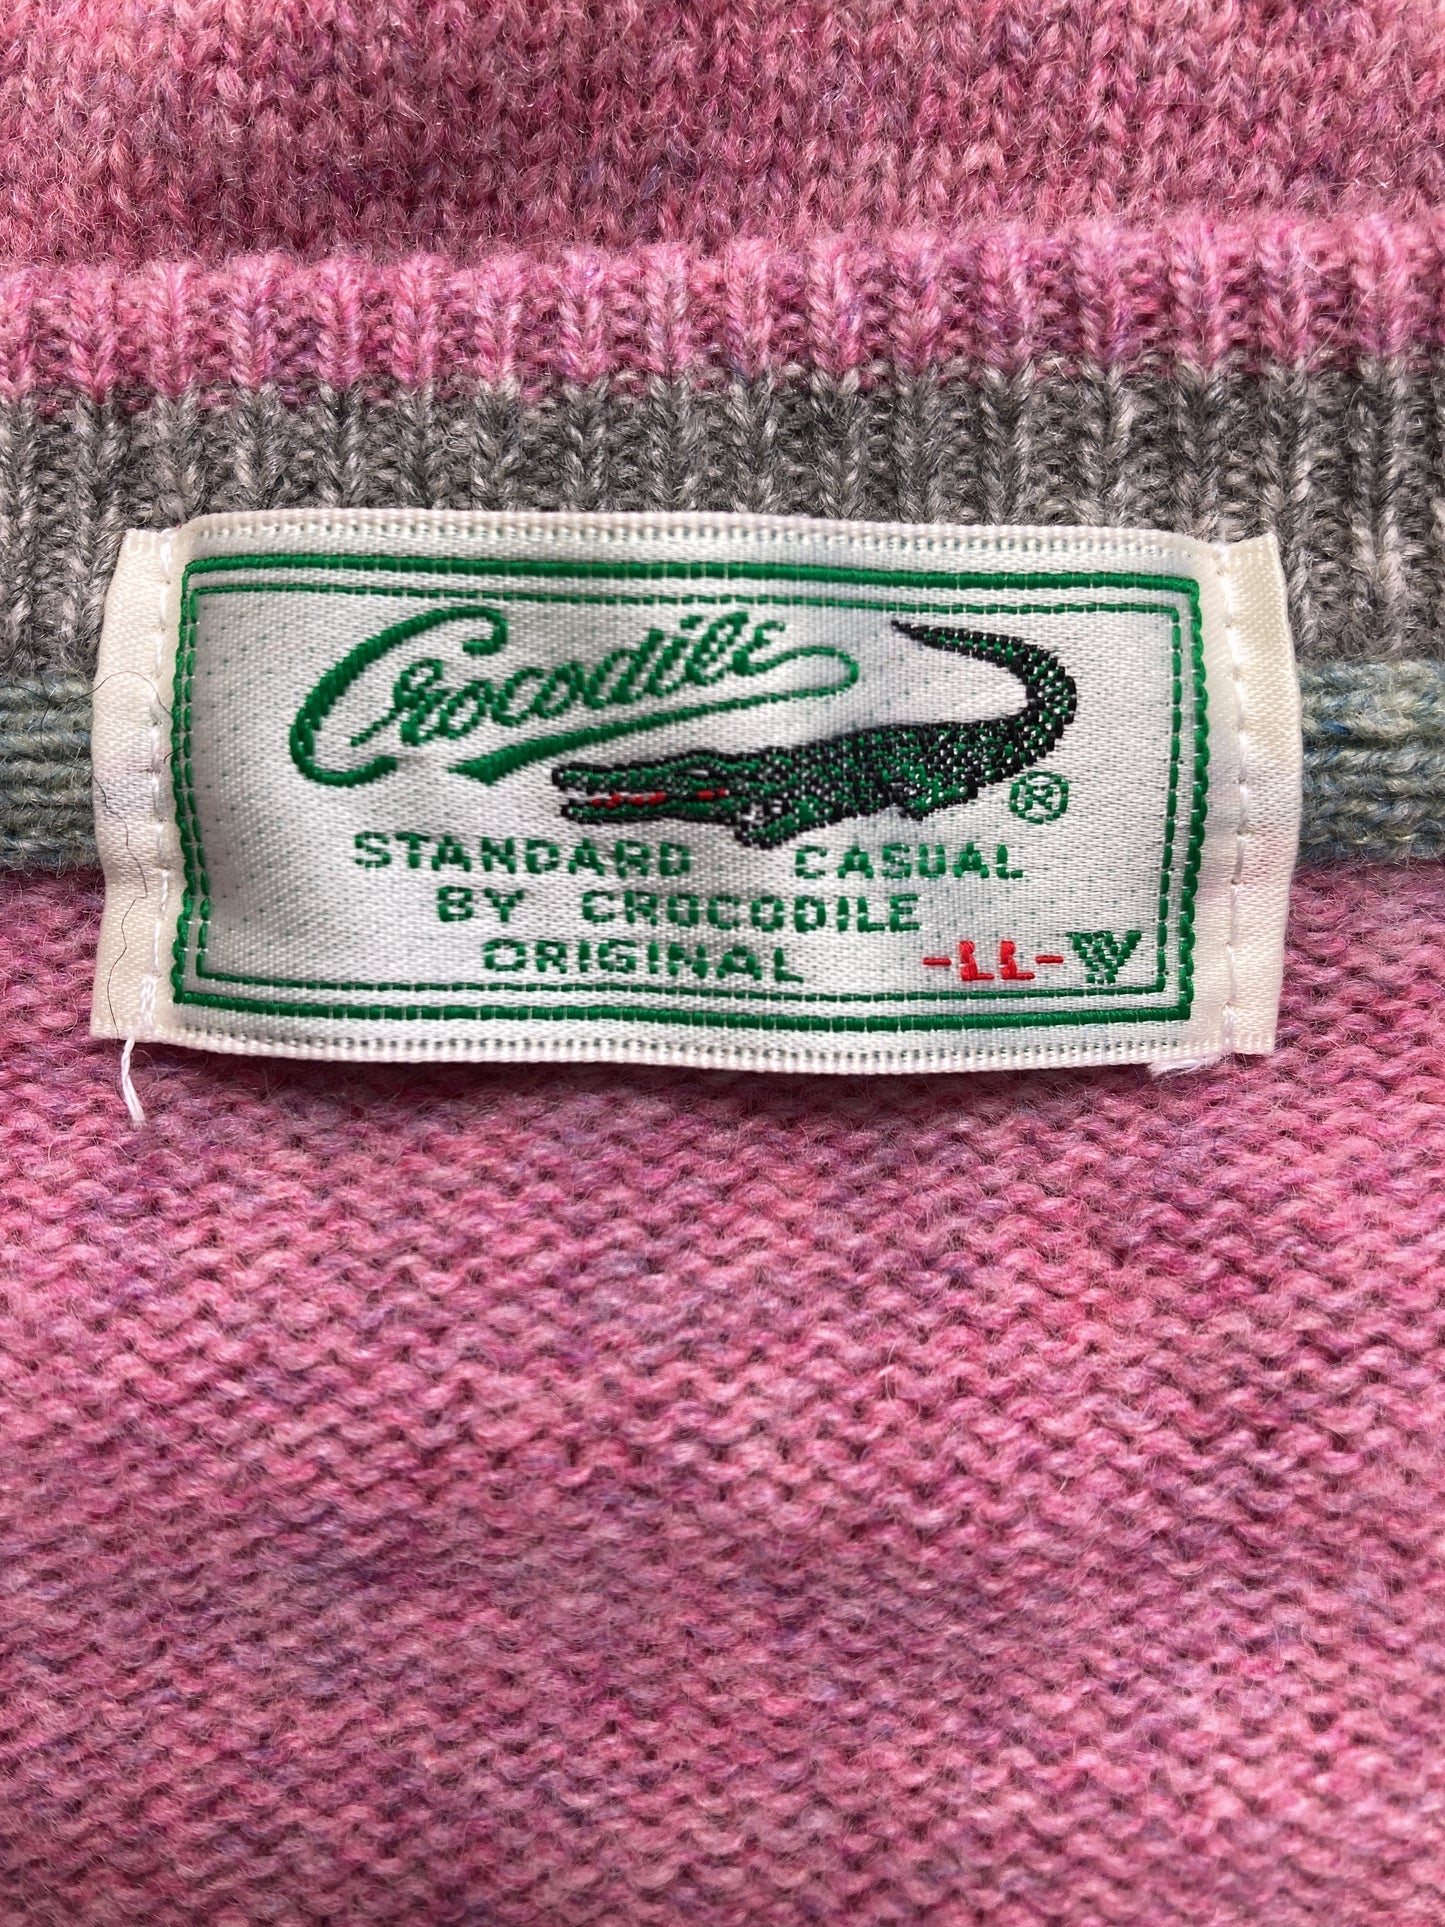 Crocodile
®
STANDARD CASUAL
BY CROCODILE
ORIGINAL -LL- W